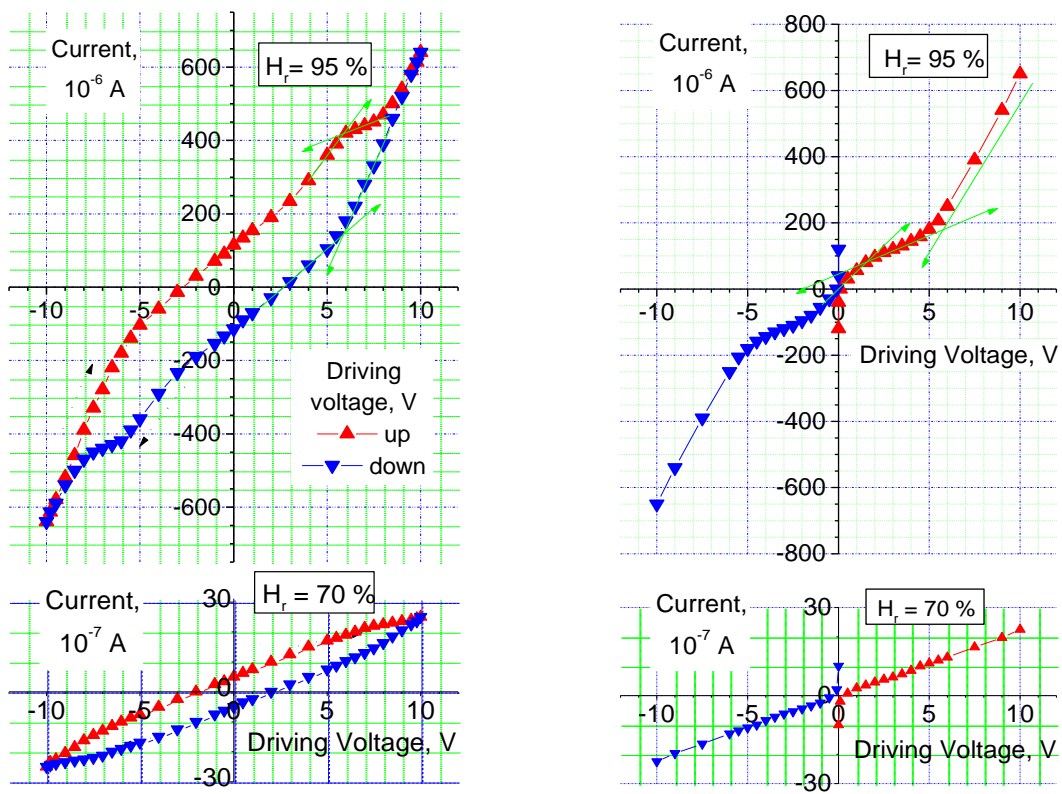 Current,
10⁻⁶ A
Hr= 95 %
600
400
200
0
-200
-400
-600
-10
-5
0
5
10
Driving
voltage, V
up
down
Current,
10⁻⁶ A
Hr= 95 %
800
600
400
200
0
-200
-400
-600
-800
-10
-5
0
5
10
Driving Voltage, V
Current,
10⁻⁷ A
Hr = 70 %
30
0
-30
-10
-5
0
5
10
Driving Voltage, V
Current,
10⁻⁷ A
Hr = 70 %
30
0
-30
-10
-5
0
5
10
Driving Voltage, V